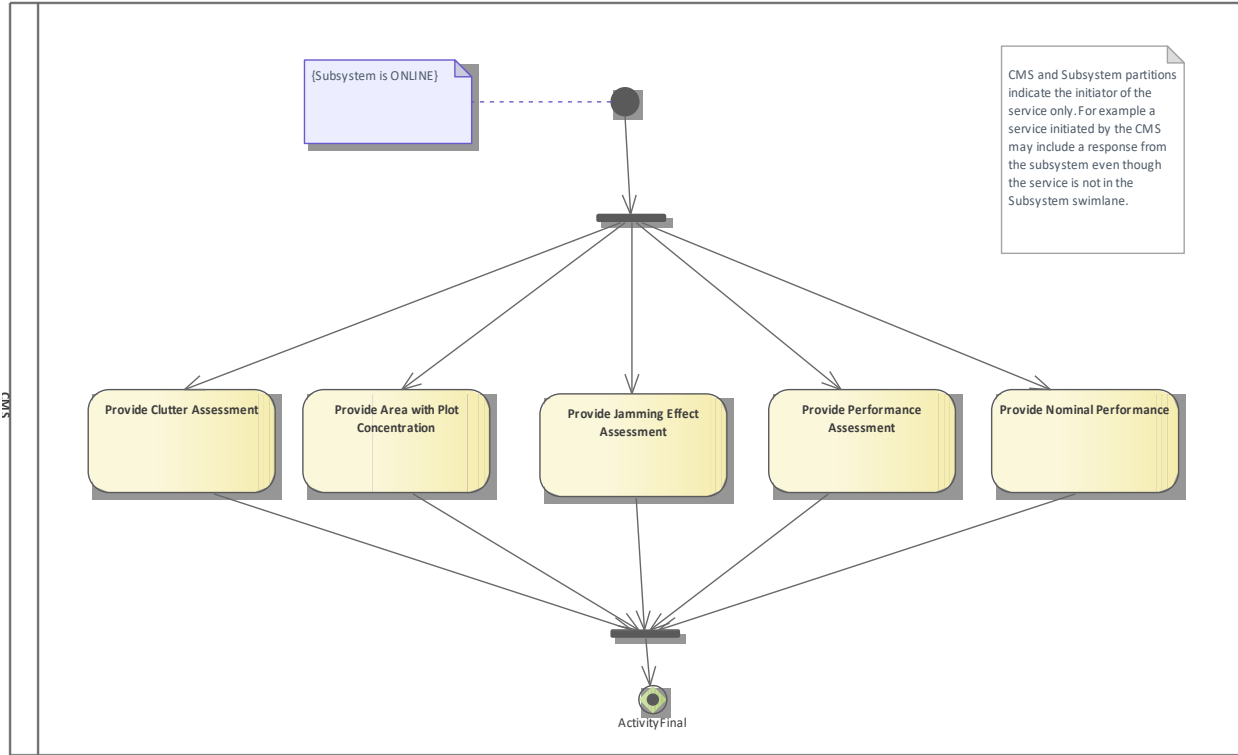 {Subsystem is ONLINE}
CMS and Subsystem partitions
indicate the initiator of the
service only. For example a
service initiated by the CMS
may include a response from
the subsystem even though
the service is not in the
Subsystem swimlane.
CMS
Provide Clutter Assessment
Provide Area with Plot
Concentration
Provide Jamming Effect
Assessment
Provide Performance
Assessment
Provide Nominal Performance
ActivityFinal